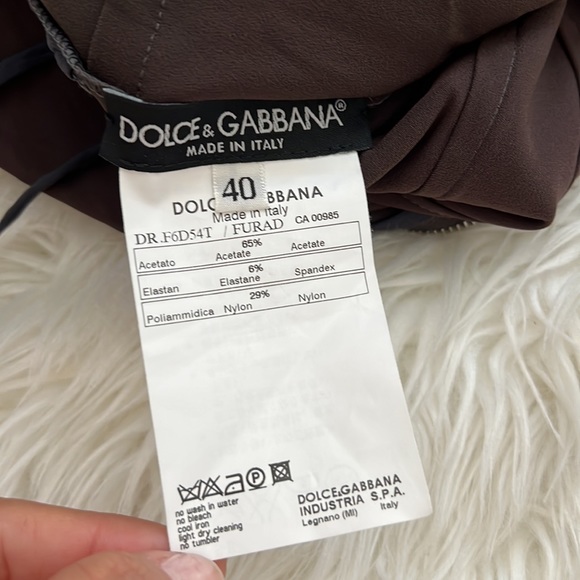 DOLCE & GABBANA®
MADE IN ITALY
40
DOLC BBANA
Made in Italy
DR.F6D54T / FURAD CA 00985
65%
Acetato Acetate Acetate
6%
Elastan Elastane Spandex
29%
Poliammidica Nylon Nylon
A P
no wash in water
no bleach
cool iron
light dry cleaning
no tumbler
DOLCE&GABBANA
INDUSTRIA S.P.A.
Legnano (MI) Italy